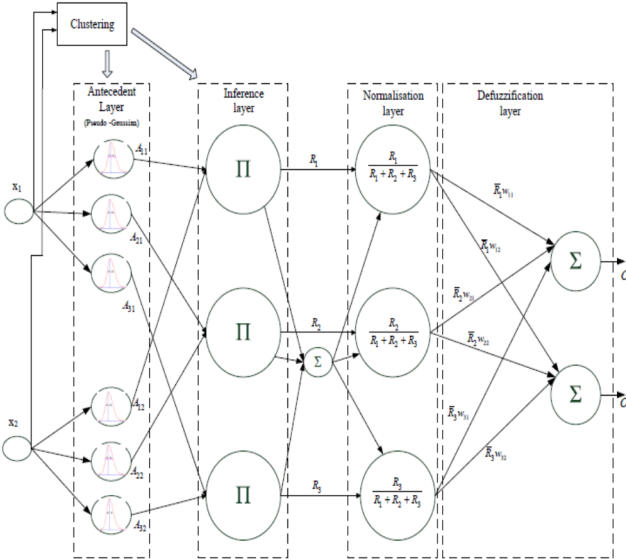 Clustering
Antecedent
Layer
(Pseudo -Gaussian)
Inference
layer
Normalisation
layer
Defuzzification
layer
x1
x2
A11
A21
A31
A12
A22
A32
Π
Π
Π
R1
R2
R3
Σ
R1
R1 + R2 + R3
R2
R1 + R2 + R3
R3
R1 + R2 + R3
R̅1w11
R̅1w12
R̅2w21
R̅2w22
R̅3w31
R̅3w32
Σ
Σ
O
O